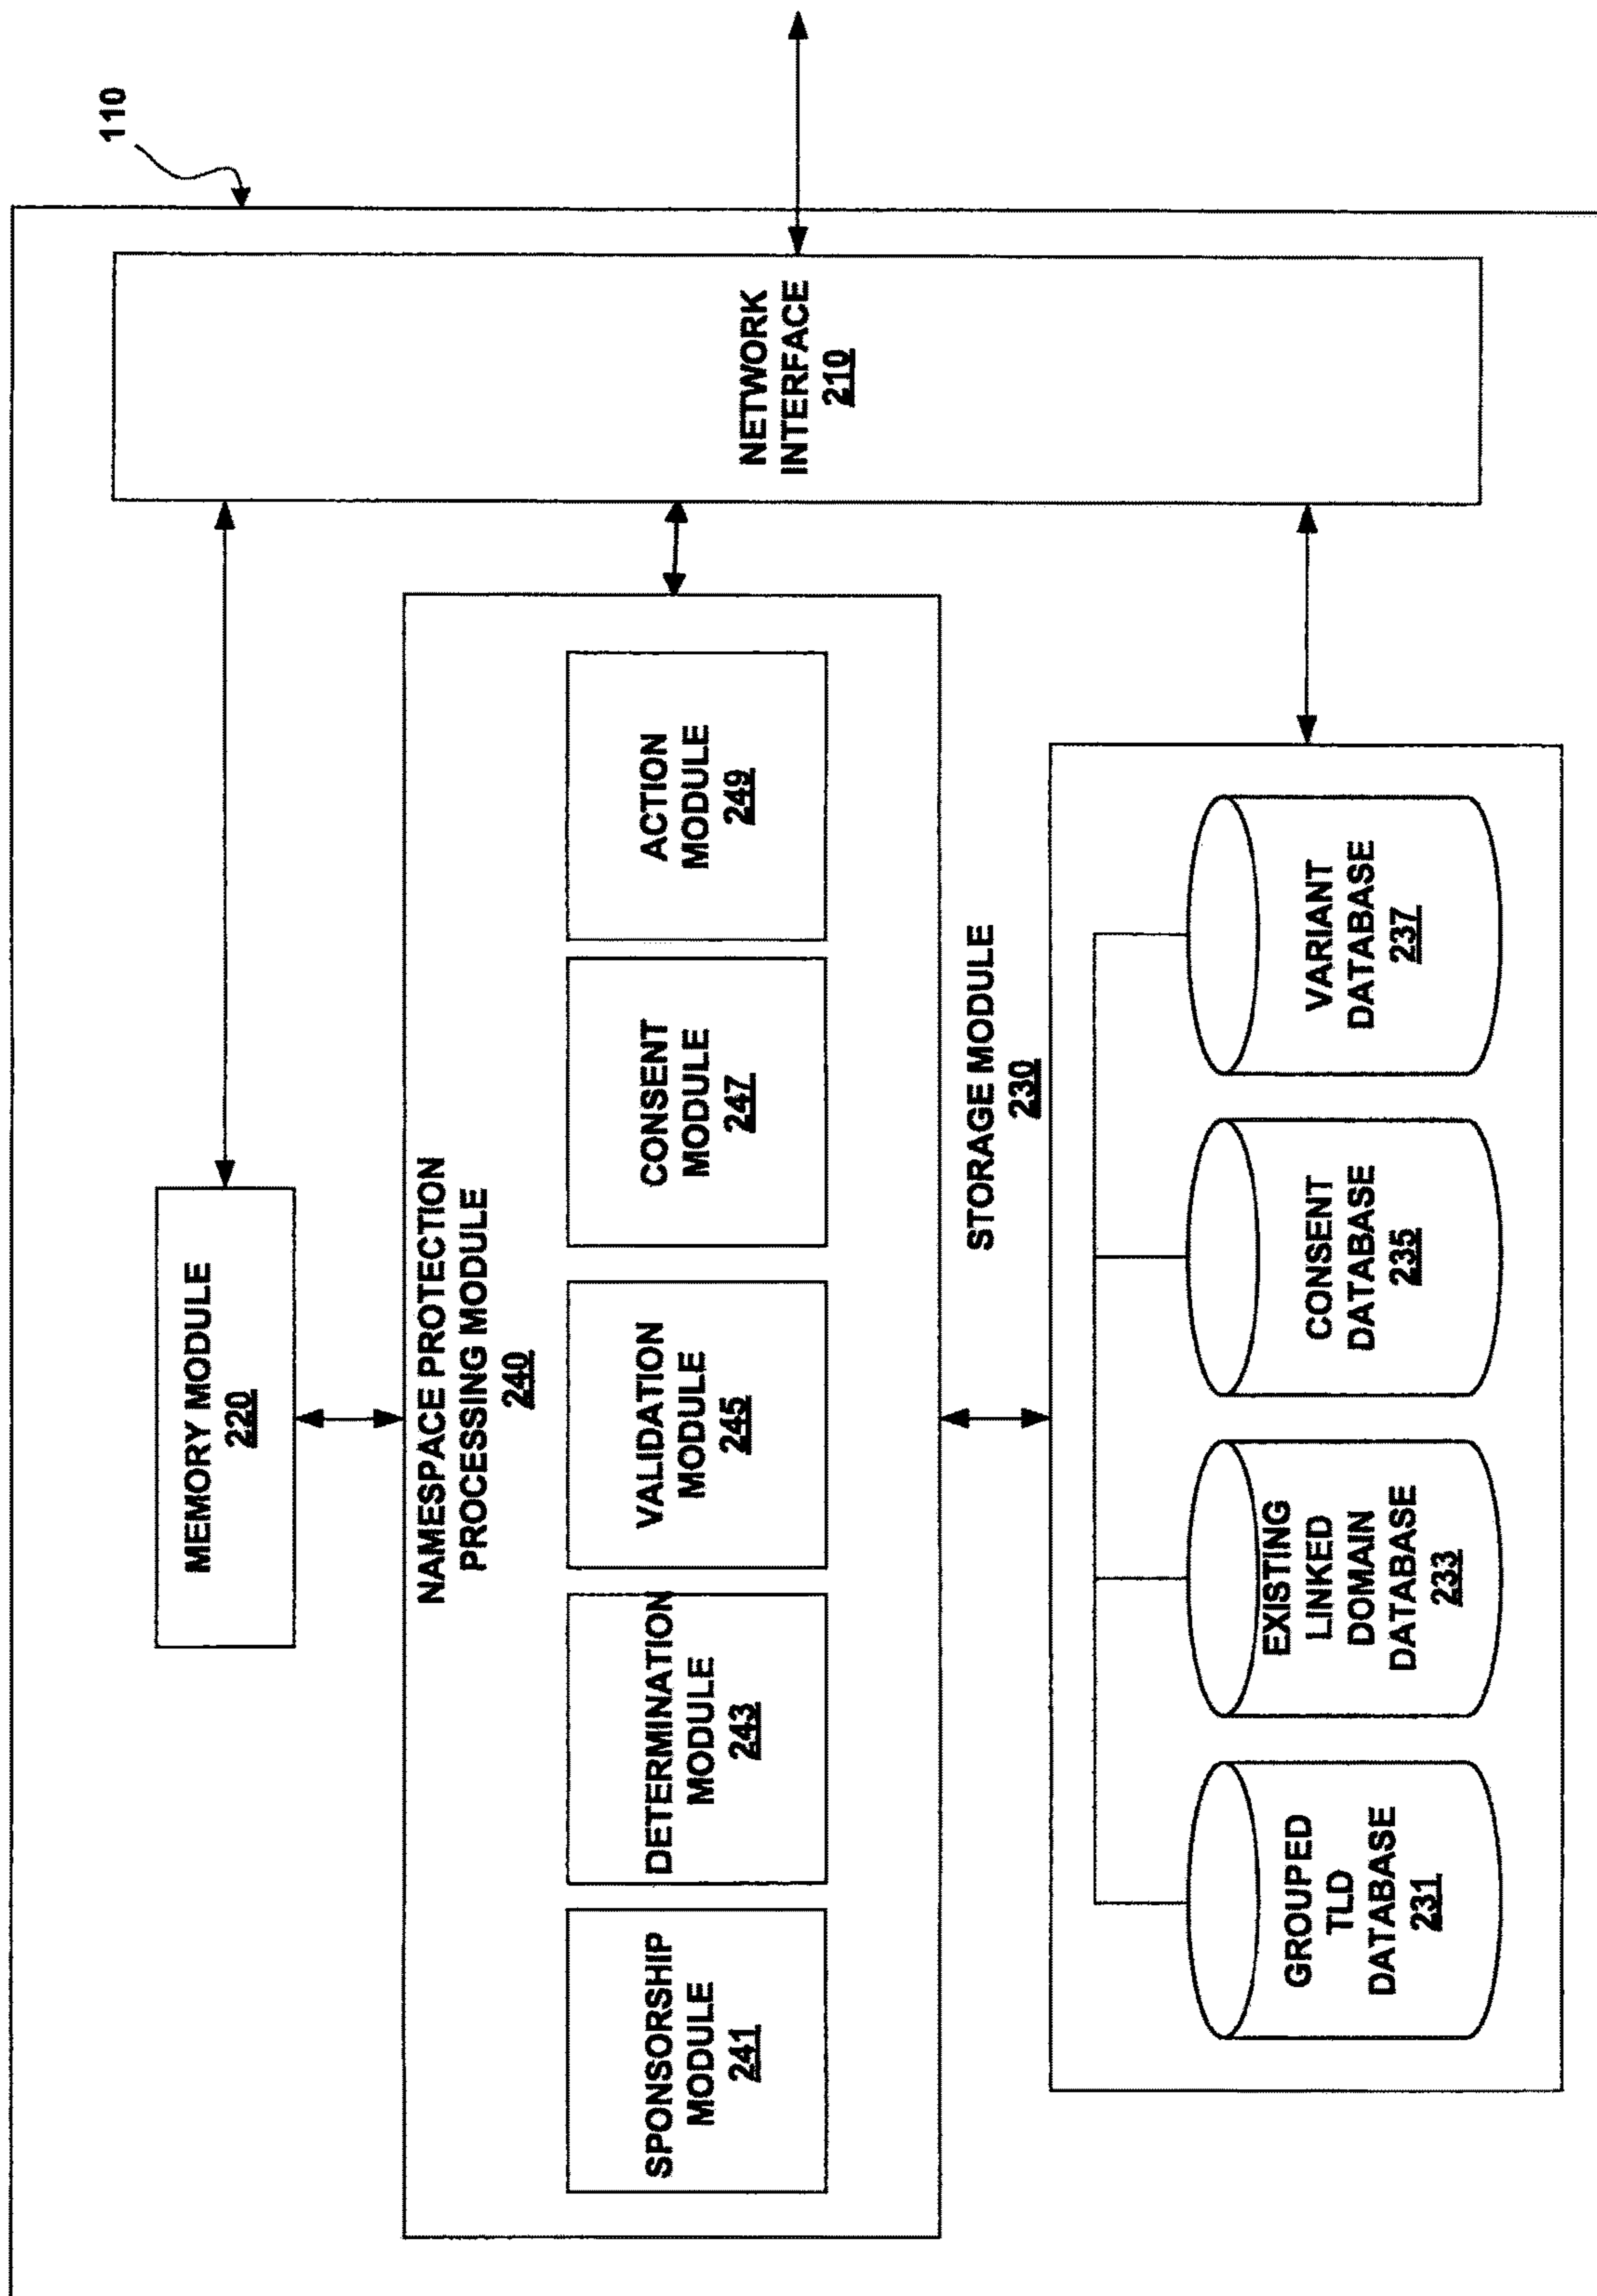 110
MEMORY MODULE
220
NETWORK
INTERFACE
210
NAMESPACE PROTECTION
PROCESSING MODULE
240
SPONSORSHIP
MODULE
241
DETERMINATION
MODULE
243
VALIDATION
MODULE
245
CONSENT
MODULE
247
ACTION
MODULE
249
STORAGE MODULE
230
GROUPED
TLD
DATABASE
231
EXISTING
LINKED
DOMAIN
DATABASE
233
CONSENT
DATABASE
235
VARIANT
DATABASE
237